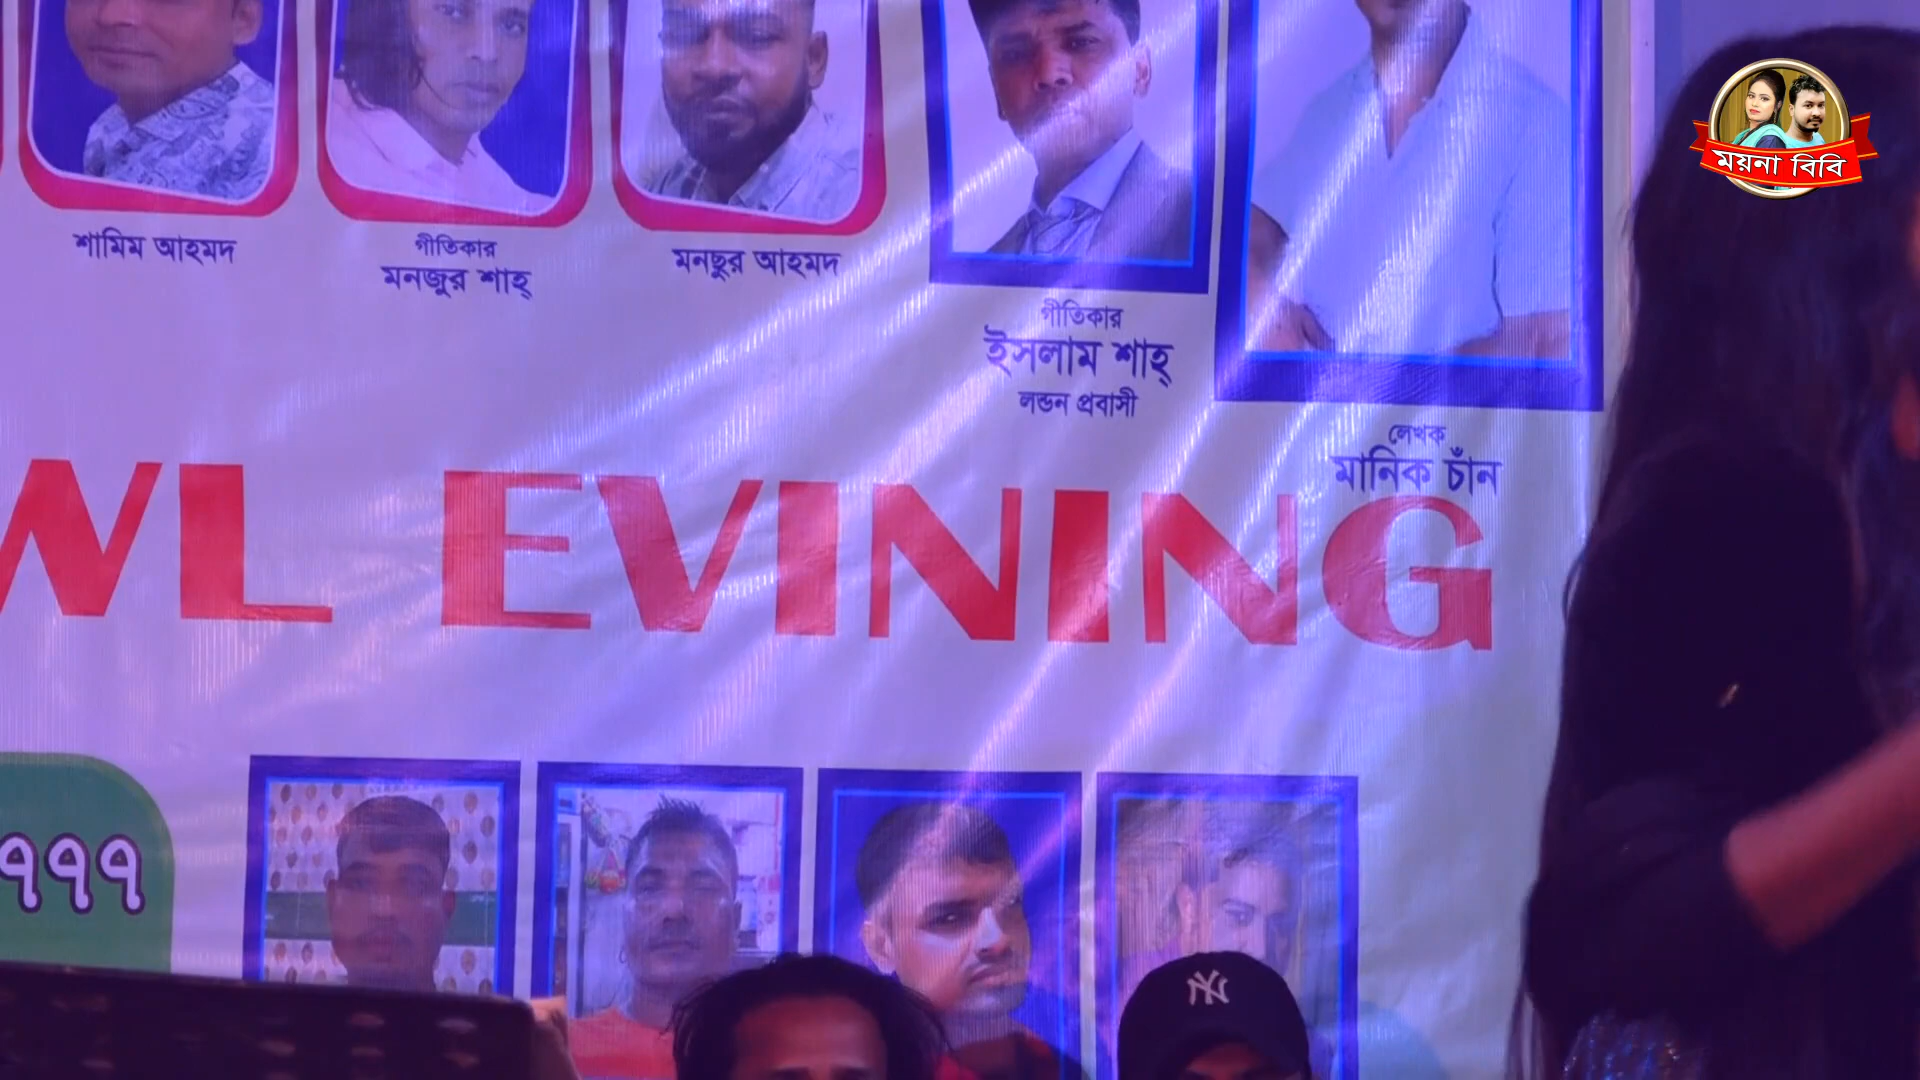 ময়না বিবি
শামিম আহমদ
গীতিকার
মনজুর শাহ্
মনছুর আহমদ
গীতিকার
ইসলাম শাহ্
লন্ডন প্রবাসী
লেখক
মানিক চাঁন
WL EVINING
৭৭৭
NY